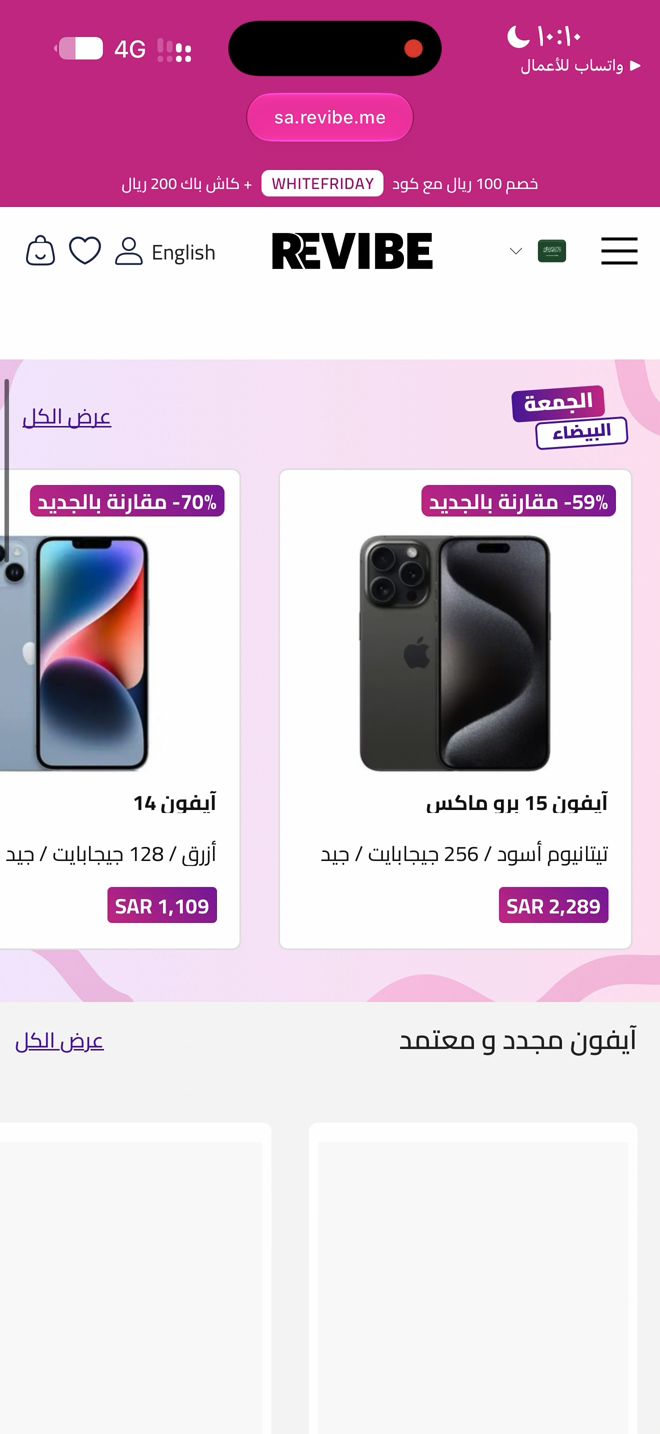 ١٠:١٠
4G
◀ واتساب للأعمال
sa.revibe.me
خصم 100 ريال مع كود WHITEFRIDAY + كاش باك 200 ريال
REVIBE
English
الجمعة
البيضاء
عرض الكل
-59% مقارنة بالجديد
آيفون 15 برو ماكس
تيتانيوم أسود / 256 جيجابايت / جيد
SAR 2,289
-70% مقارنة بالجديد
آيفون 14
أزرق / 128 جيجابايت / جيد
SAR 1,109
آيفون مجدد و معتمد
عرض الكل